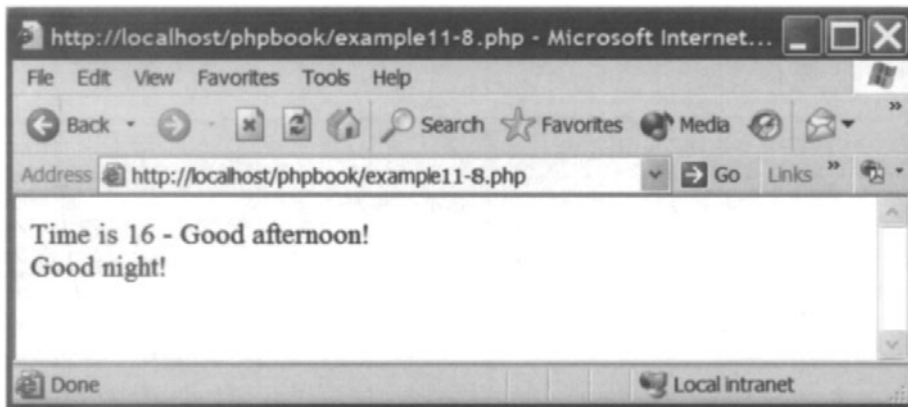 http://localhost/phpbook/example11-8.php - Microsoft Internet...
File Edit View Favorites Tools Help
Back Search Favorites Media »
Address http://localhost/phpbook/example11-8.php Go Links »
Time is 16 - Good afternoon!
Good night!
Done Local intranet